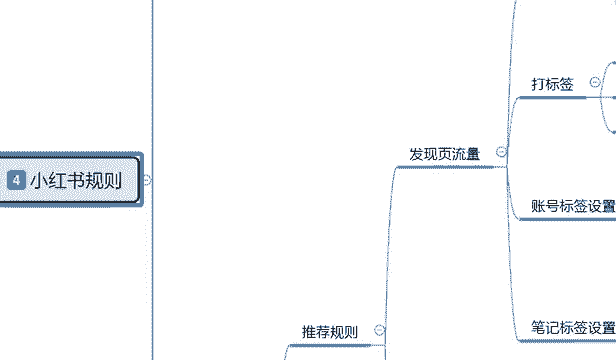 打标签
发现页流量
4 小红书规则
账号标签设置
推荐规则
笔记标签设置